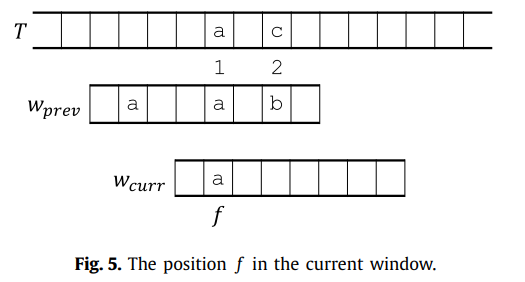 T a c
1 2
w_prev a a b
w_curr a
f
Fig. 5. The position f in the current window.